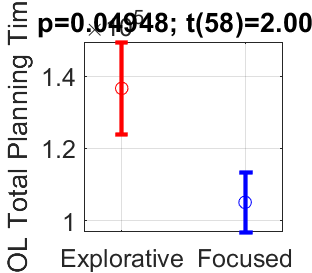 p=0.04948; t(58)=2.00
OL Total Planning Tim
1.4
1.2
1
Explorative Focused